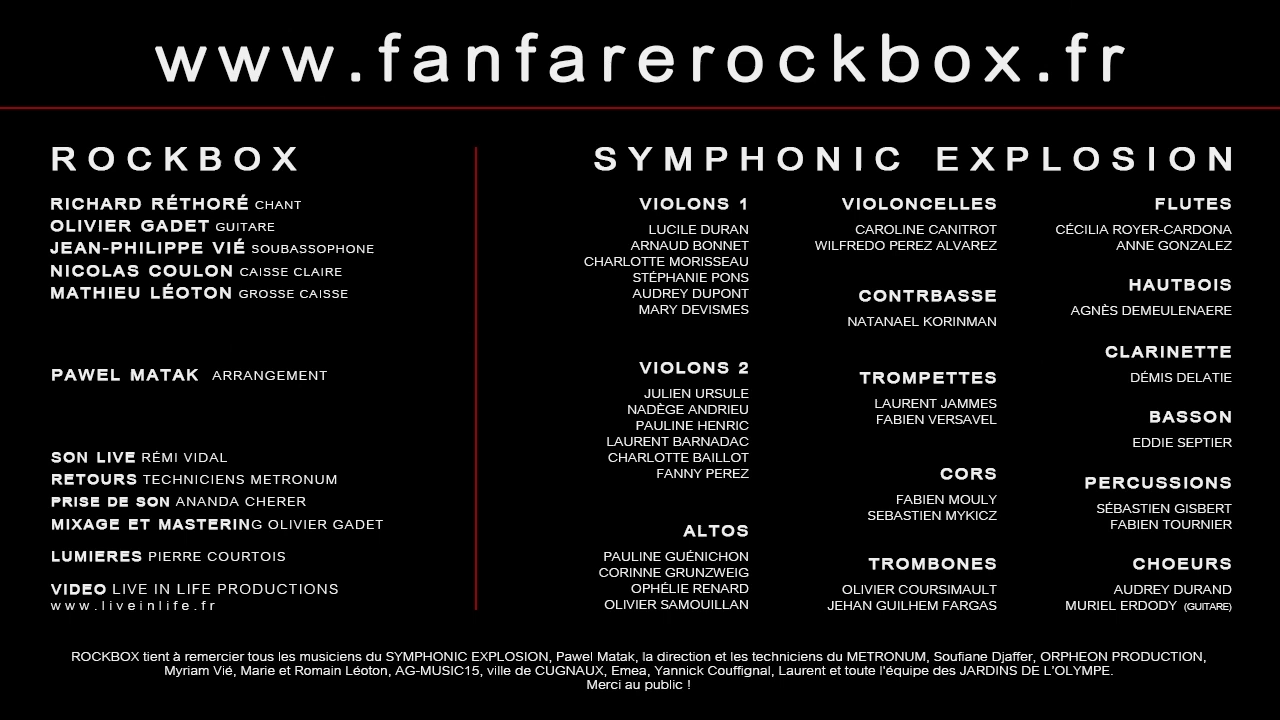 www.fanfarerockbox.fr
ROCKBOX
RICHARD RÉTHORÉ CHANT
OLIVIER GADET GUITARE
JEAN-PHILIPPE VIÉ SOUBASSOPHONE
NICOLAS COULON CAISSE CLAIRE
MATHIEU LÉOTON GROSSE CAISSE
PAWEL MATAK ARRANGEMENT
SON LIVE RÉMI VIDAL
RETOURS TECHNICIENS METRONUM
PRISE DE SON ANANDA CHERER
MIXAGE ET MASTERING OLIVIER GADET
LUMIERES PIERRE COURTOIS
VIDEO LIVE IN LIFE PRODUCTIONS
www.liveinlife.fr
SYMPHONIC EXPLOSION
VIOLONS 1
LUCILE DURAN
ARNAUD BONNET
CHARLOTTE MORISSEAU
STÉPHANIE PONS
AUDREY DUPONT
MARY DEVISMES
VIOLONS 2
JULIEN URSULE
NADÈGE ANDRIEU
PAULINE HENRIC
LAURENT BARNADAC
CHARLOTTE BAILLOT
FANNY PEREZ
ALTOS
PAULINE GUÉNICHON
CORINNE GRUNZWEIG
OPHÉLIE RENARD
OLIVIER SAMOUILLAN
VIOLONCELLES
CAROLINE CANITROT
WILFREDO PEREZ ALVAREZ
CONTRBASSE
NATANAEL KORINMAN
TROMPETTES
LAURENT JAMMES
FABIEN VERSAVEL
CORS
FABIEN MOULY
SEBASTIEN MYKICZ
TROMBONES
OLIVIER COURSIMAULT
JEHAN GUILHEM FARGAS
FLUTES
CÉCILIA ROYER-CARDONA
ANNE GONZALEZ
HAUTBOIS
AGNÈS DEMEULENAERE
CLARINETTE
DÉMIS DELATIE
BASSON
EDDIE SEPTIER
PERCUSSIONS
SÉBASTIEN GISBERT
FABIEN TOURNIER
CHOEURS
AUDREY DURAND
MURIEL ERDODY (GUITARE)
ROCKBOX tient à remercier tous les musiciens du SYMPHONIC EXPLOSION, Pawel Matak, la direction et les techniciens du METRONUM, Soufiane Djaffer, ORPHEON PRODUCTION,
Myriam Vié, Marie et Romain Léoton, AG-MUSIC15, ville de CUGNAUX, Emea, Yannick Couffignal, Laurent et toute l'équipe des JARDINS DE L'OLYMPE.
Merci au public !